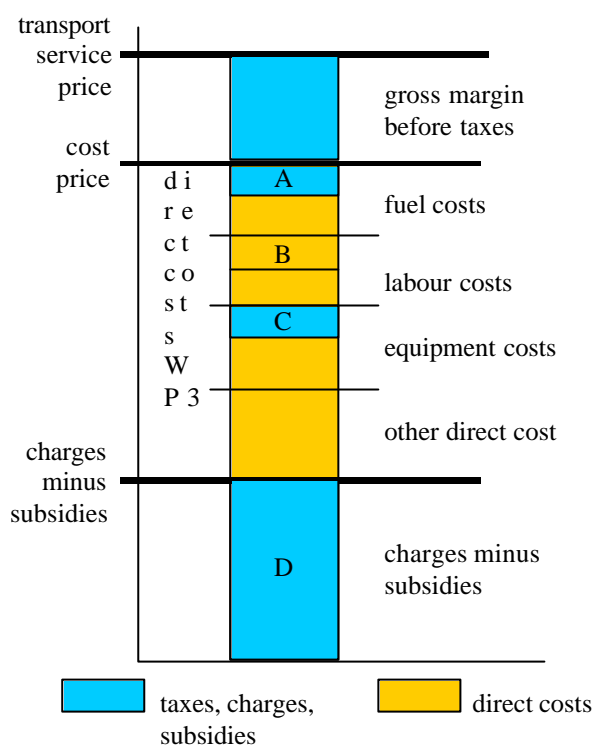 transport
service
price
gross margin
before taxes
cost
price
d i
r e
c t
c o
s t
s
W
P 3
A
fuel costs
B
labour costs
C
equipment costs
other direct cost
charges
minus
subsidies
D
charges minus
subsidies
taxes, charges,
subsidies
direct costs